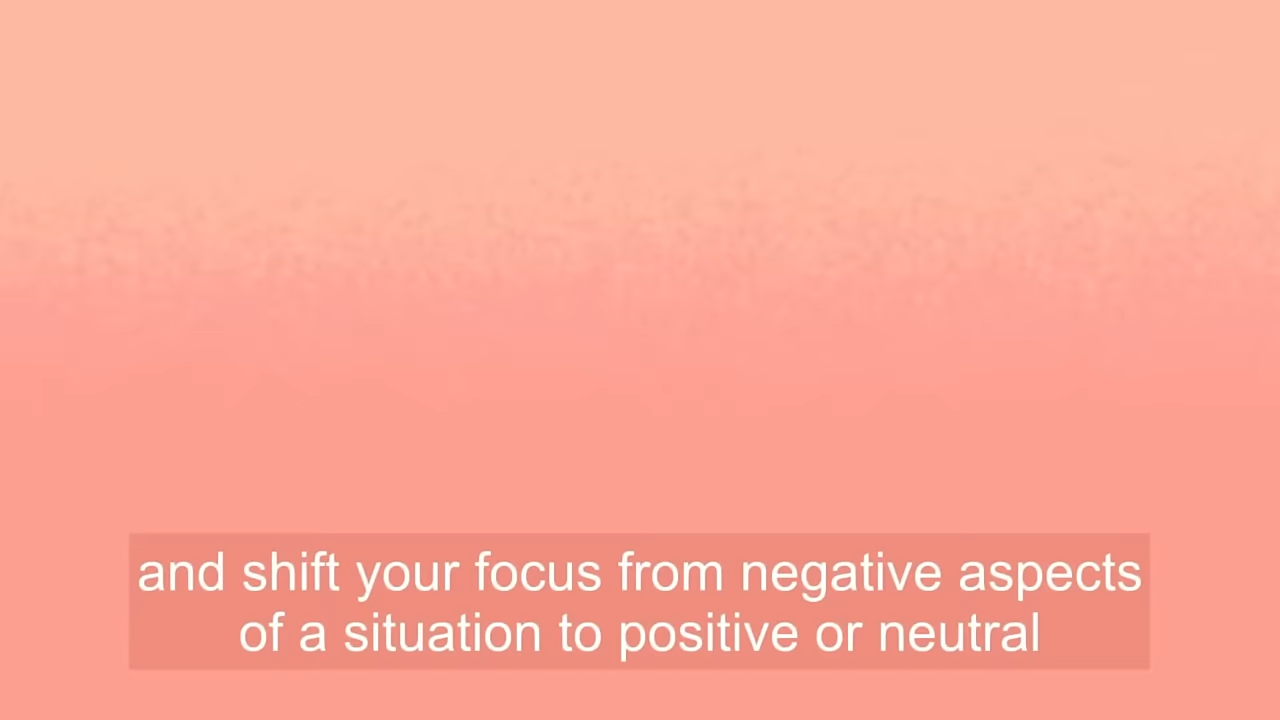 and shift your focus from negative aspects
of a situation to positive or neutral